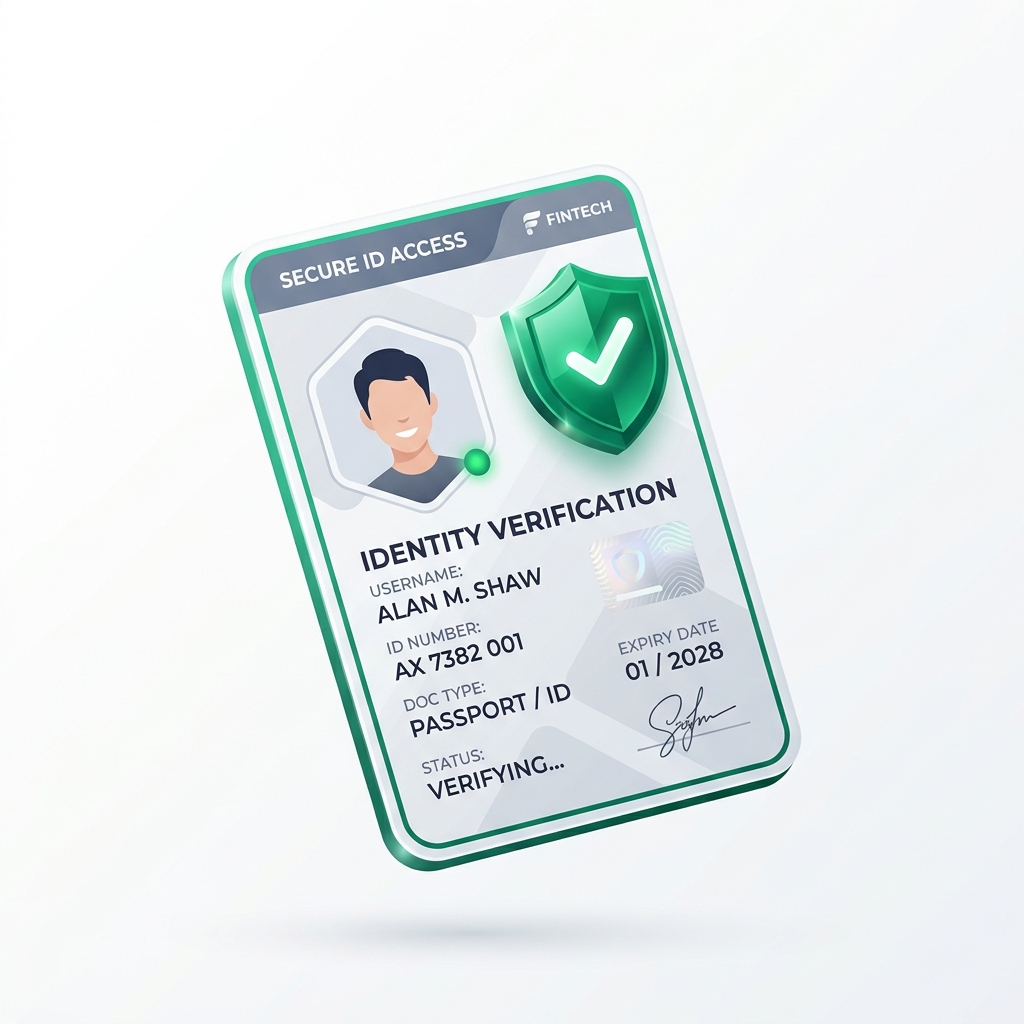 SECURE ID ACCESS
FINTECH
IDENTITY VERIFICATION
USERNAME:
ALAN M. SHAW
ID NUMBER:
AX 7382 001
DOC TYPE:
PASSPORT / ID
STATUS:
VERIFYING...
EXPIRY DATE
01 / 2028